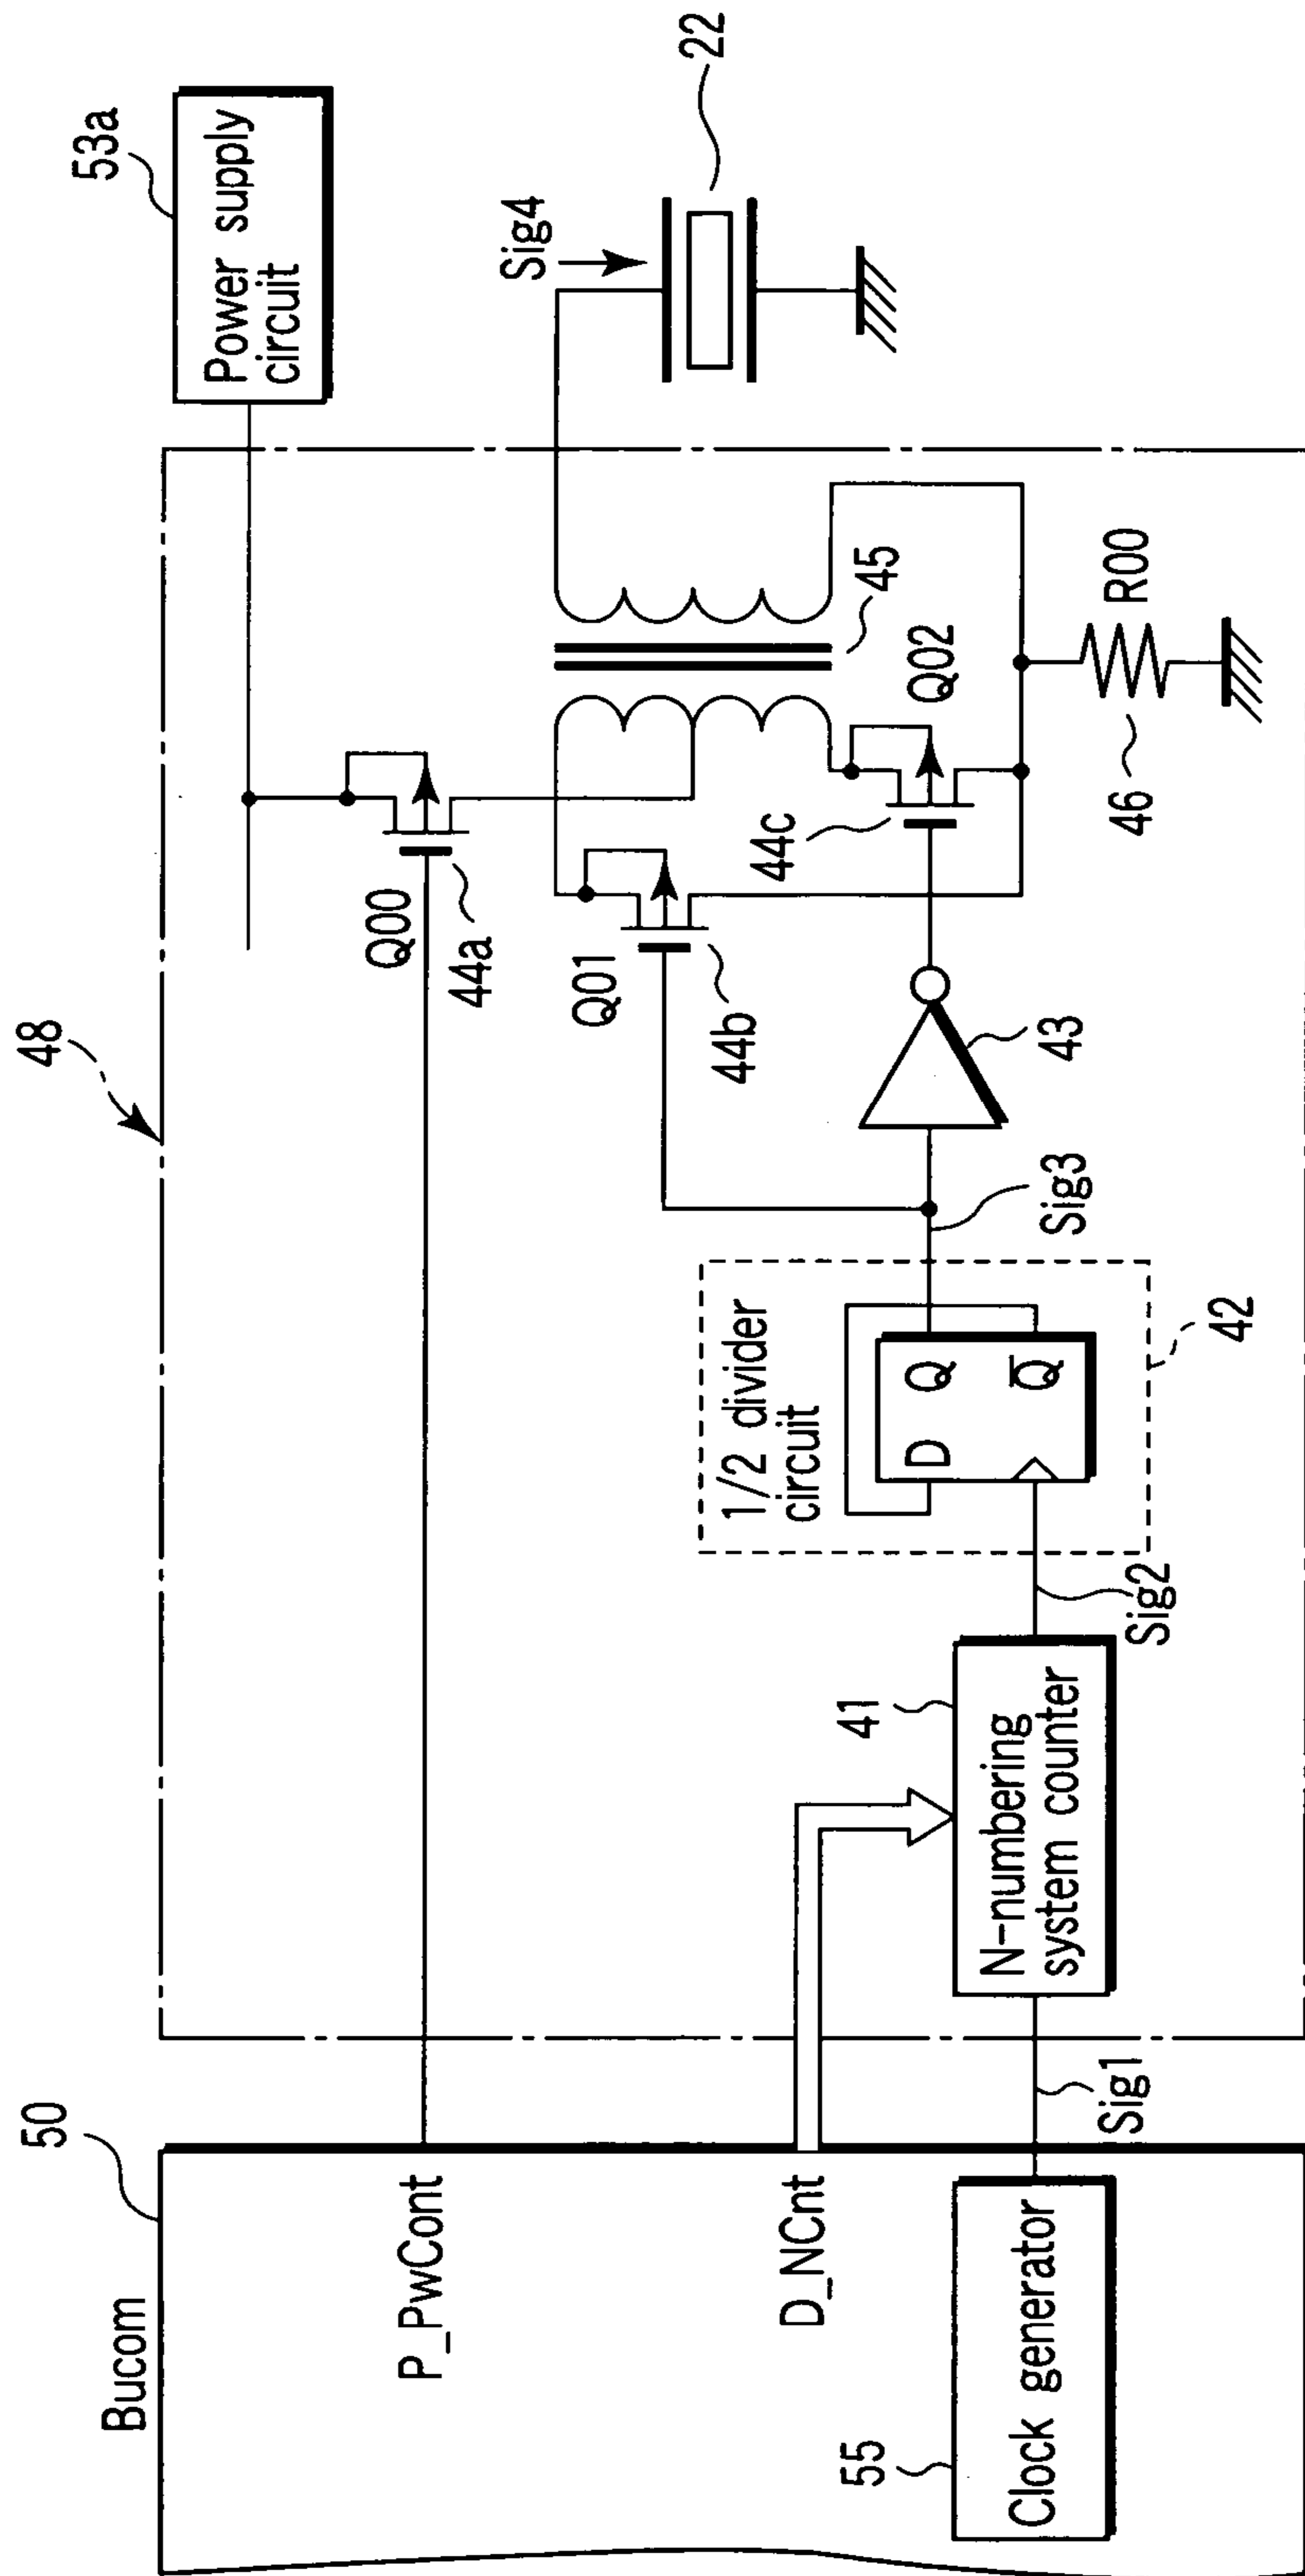 48
53a
Power supply
circuit
Q00
44a
Q01
44b
Sig4
22
45
Q02
44c
43
R00
46
Sig3
1/2 divider
circuit
D Q
Q̅
42
Sig2
41
N-numbering
system counter
Sig1
50
Bucom
P_PwCont
D_NCnt
55
Clock generator